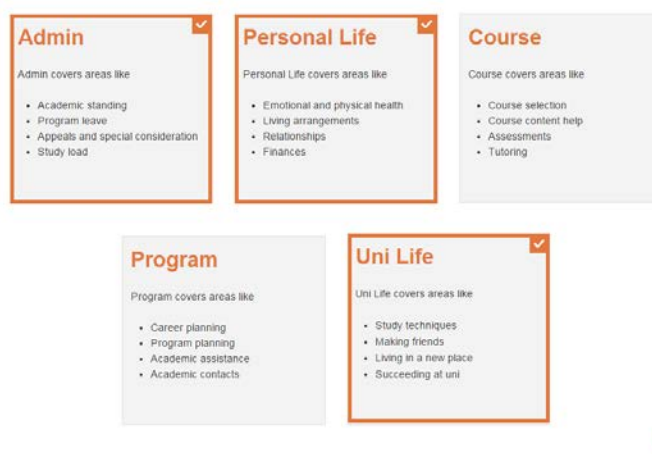 Admin
Admin covers areas like
• Academic standing
• Program leave
• Appeals and special consideration
• Study load
Personal Life
Personal Life covers areas like
• Emotional and physical health
• Living arrangements
• Relationships
• Finances
Course
Course covers areas like
• Course selection
• Course content help
• Assessments
• Tutoring
Program
Program covers areas like
• Career planning
• Program planning
• Academic assistance
• Academic contacts
Uni Life
Uni Life covers areas like
• Study techniques
• Making friends
• Living in a new place
• Succeeding at uni